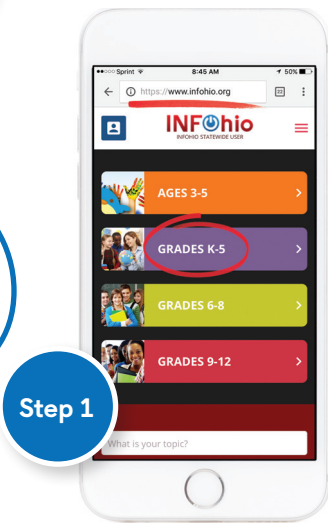 Sprint 8:45 AM 50%
https://www.infohio.org 22
INFOhio
INFOHIO STATEWIDE USER
AGES 3-5
GRADES K-5
GRADES 6-8
GRADES 9-12
Step 1
What is your topic?